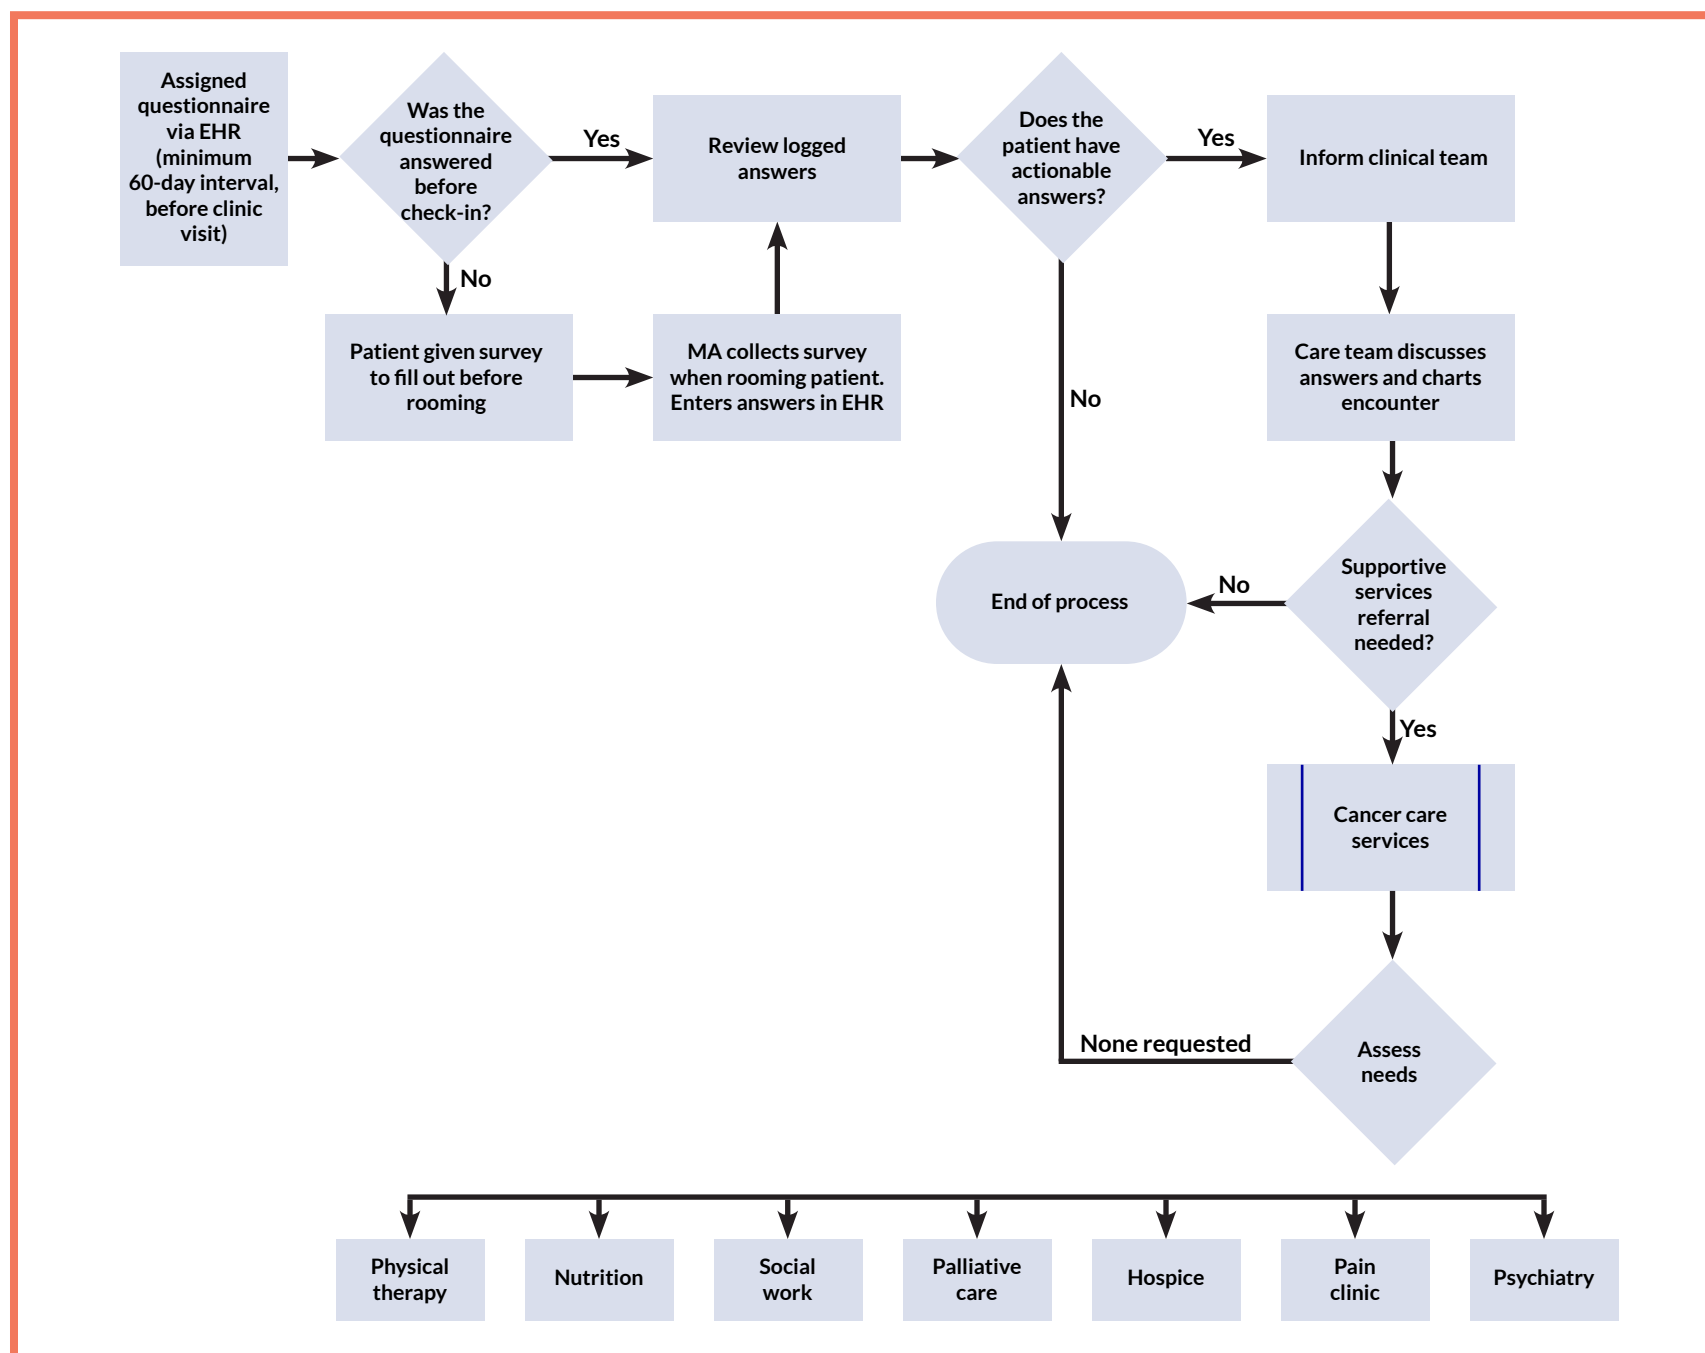 Assigned
questionnaire
via EHR
(minimum
60-day interval,
before clinic
visit)
Was the
questionnaire
answered
before
check-in?
Yes
No
Review logged
answers
Does the
patient have
actionable
answers?
Yes
No
Inform clinical team
Patient given survey
to fill out before
rooming
MA collects survey
when rooming patient.
Enters answers in EHR
Care team discusses
answers and charts
encounter
End of process
No
Supportive
services
referral
needed?
Yes
Cancer care
services
None requested
Assess
needs
Physical
therapy
Nutrition
Social
work
Palliative
care
Hospice
Pain
clinic
Psychiatry